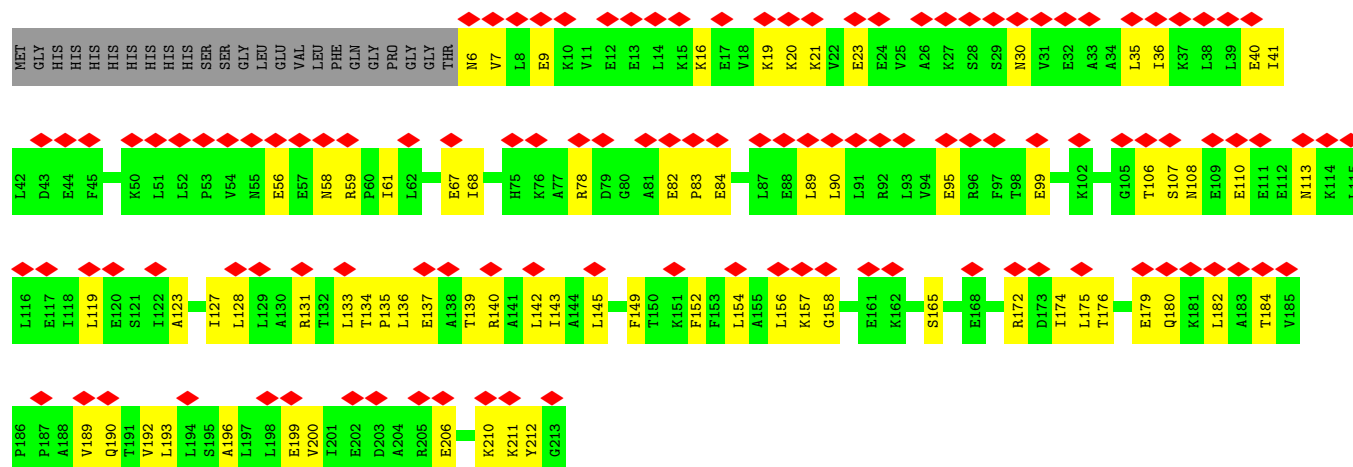 MET GLY HIS HIS HIS HIS HIS HIS HIS HIS SER SER GLY LEU GLU VAL LEU PHE GLN GLY PRO GLY GLY THR N6 V7 L8 E9 K10 V11 E12 E13 L14 K15 K16 E17 V18 K19 K20 K21 V22 E23 E24 V25 A26 K27 S28 S29 N30 V31 E32 A33 A34 L35 I36 K37 L38 L39 E40 I41
L42 D43 E44 F45 K50 L51 L52 P53 V54 N55 E56 E57 N58 R59 P60 I61 L62 E67 I68 H75 K76 A77 R78 D79 G80 A81 E82 P83 E84 L87 E88 L89 L90 L91 R92 L93 V94 E95 R96 F97 T98 E99 K102 G105 T106 S107 N108 E109 E110 E111 E112 N113 K114 L115
L116 E117 I118 L119 E120 S121 I122 A123 I127 L128 L129 A130 R131 T132 L133 T134 P135 L136 E137 A138 T139 R140 A141 L142 I143 A144 L145 F149 T150 K151 F152 F153 L154 A155 L156 K157 G158 E161 K162 S165 E168 R172 D173 I174 L175 T176 E179 Q180 K181 L182 A183 T184 V185
P186 P187 A188 V189 Q190 T191 V192 L193 L194 S195 A196 L197 L198 E199 V200 I201 E202 D203 A204 R205 E206 K210 K211 Y212 G213